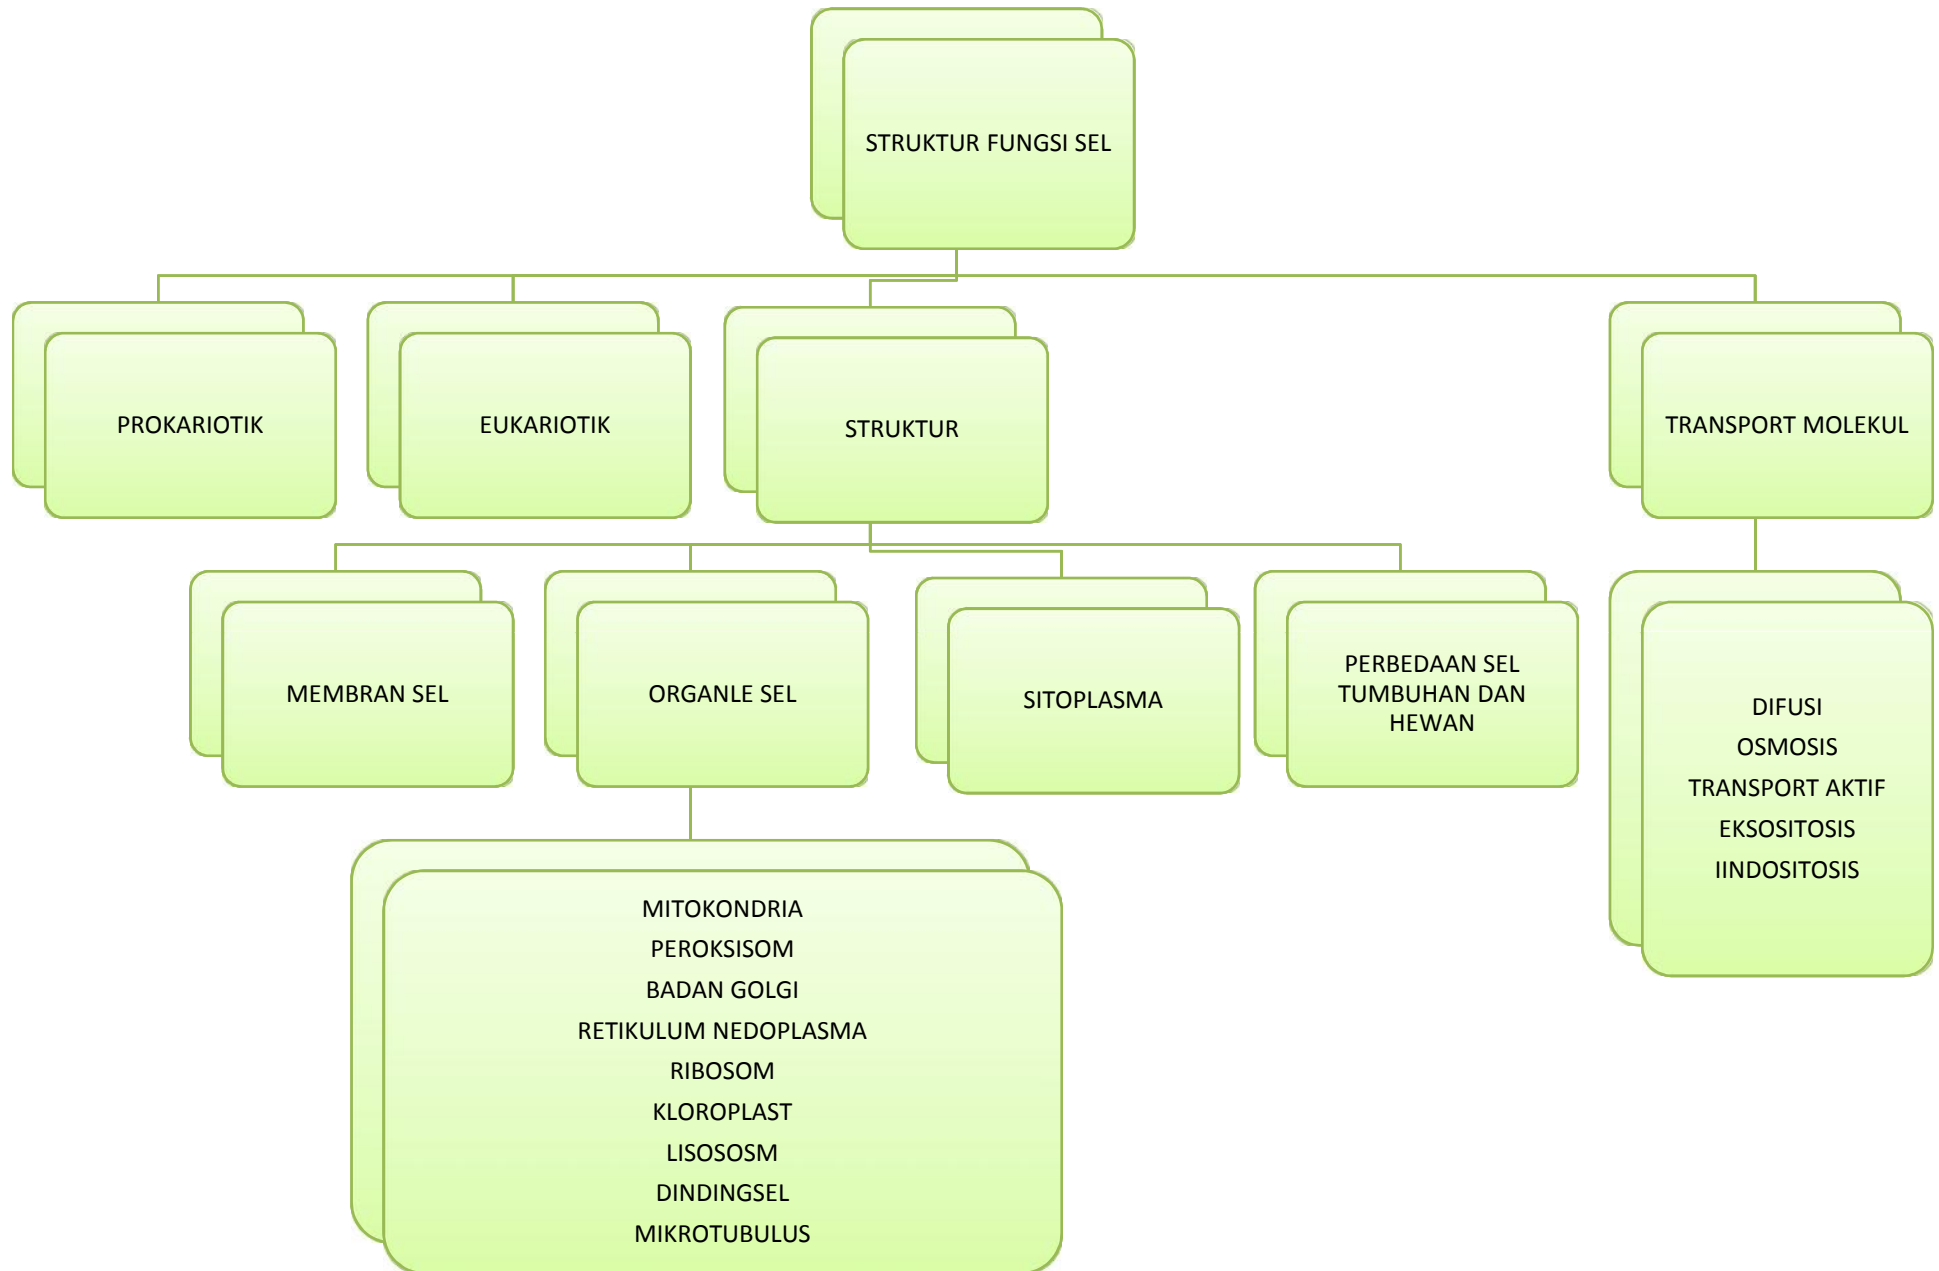 STRUKTUR FUNGSI SEL
PROKARIOTIK
EUKARIOTIK
STRUKTUR
TRANSPORT MOLEKUL
MEMBRAN SEL
ORGANLE SEL
SITOPLASMA
PERBEDAAN SEL
TUMBUHAN DAN
HEWAN
DIFUSI
OSMOSIS
TRANSPORT AKTIF
EKSOSITOSIS
IINDOSITOSIS
MITOKONDRIA
PEROKSISOM
BADAN GOLGI
RETIKULUM NEDOPLASMA
RIBOSOM
KLOROPLAST
LISOSOSM
DINDINGSEL
MIKROTUBULUS